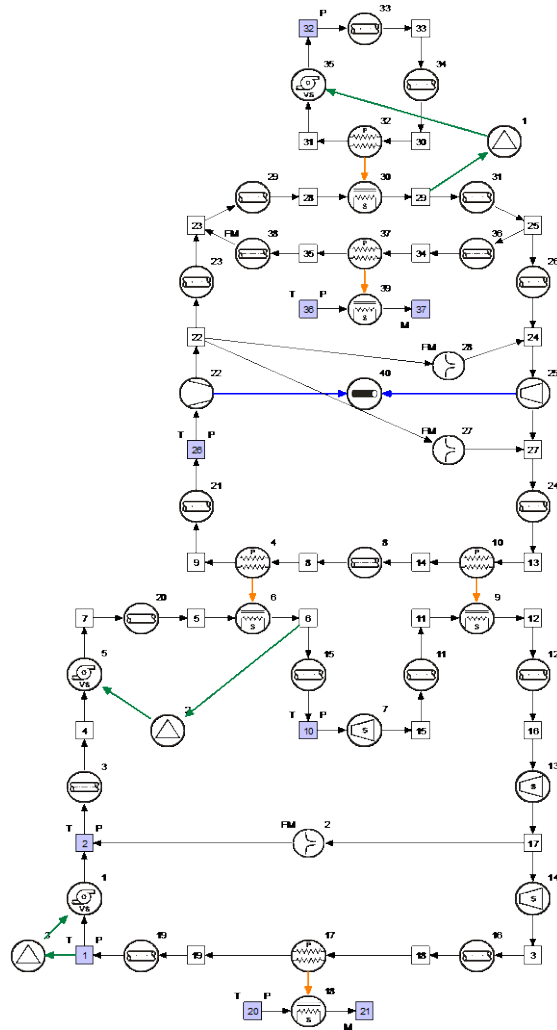 P 33
32 33
35 34
VS
32 1
31 P 30
29 30 31
28 S 29
23 FM 38 37 36 25
35 P 34
23 39 26
T P
36 S 37
M
22 FM 28 24
22 40 25
T P FM 27
26 27
21 24
4 8 10
9 P 8 14 P 13
6 9
7 20 5 S 6 11 S 12
5 15 11 12
VS
T P 7
2 10 S 15 16
4
3 13
S
T P FM 2
2 17
1 14
VS S
3 T P 19 17 16
1 19 P 18 3
T P 18
20 S 21
M